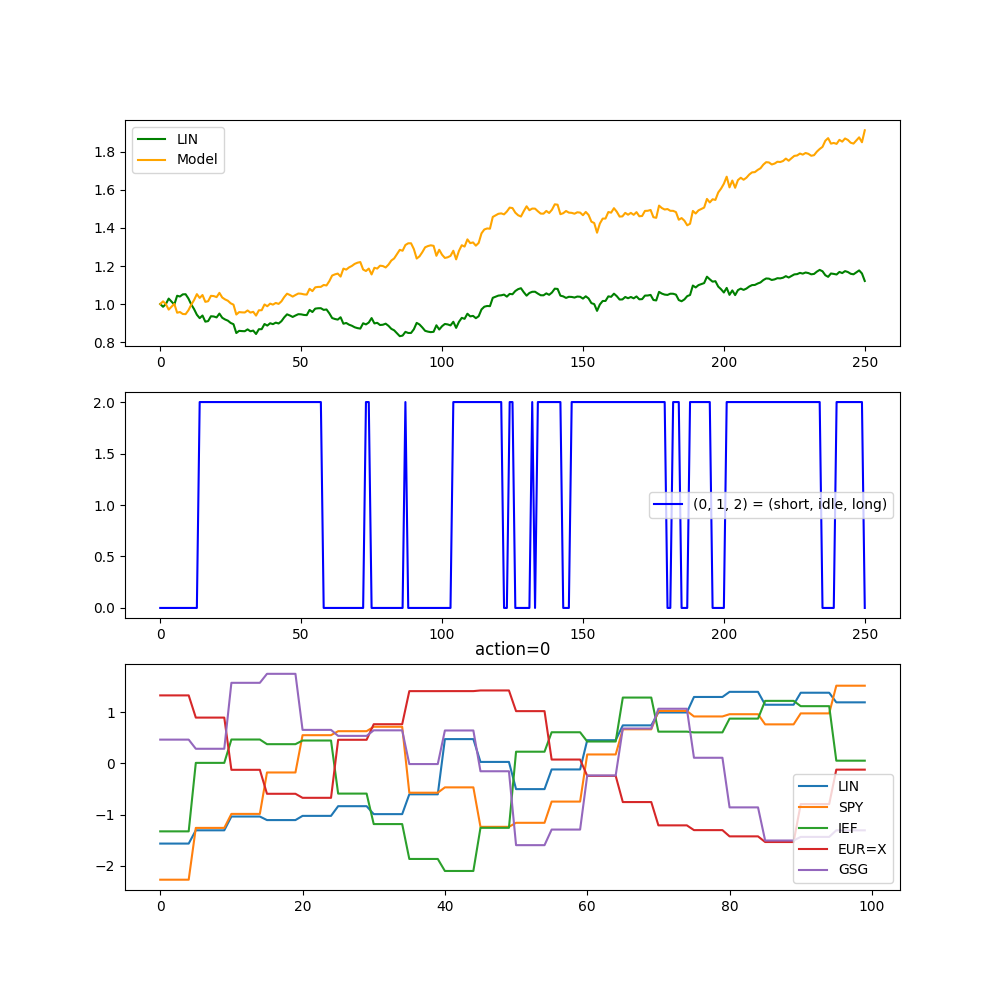 LIN
Model
1.8
1.6
1.4
1.2
1.0
0.8
0 50 100 150 200 250
2.0
1.5
1.0
0.5
0.0
(0, 1, 2) = (short, idle, long)
0 50 100 150 200 250
action=0
1
0
−1
−2
LIN
SPY
IEF
EUR=X
GSG
0 20 40 60 80 100